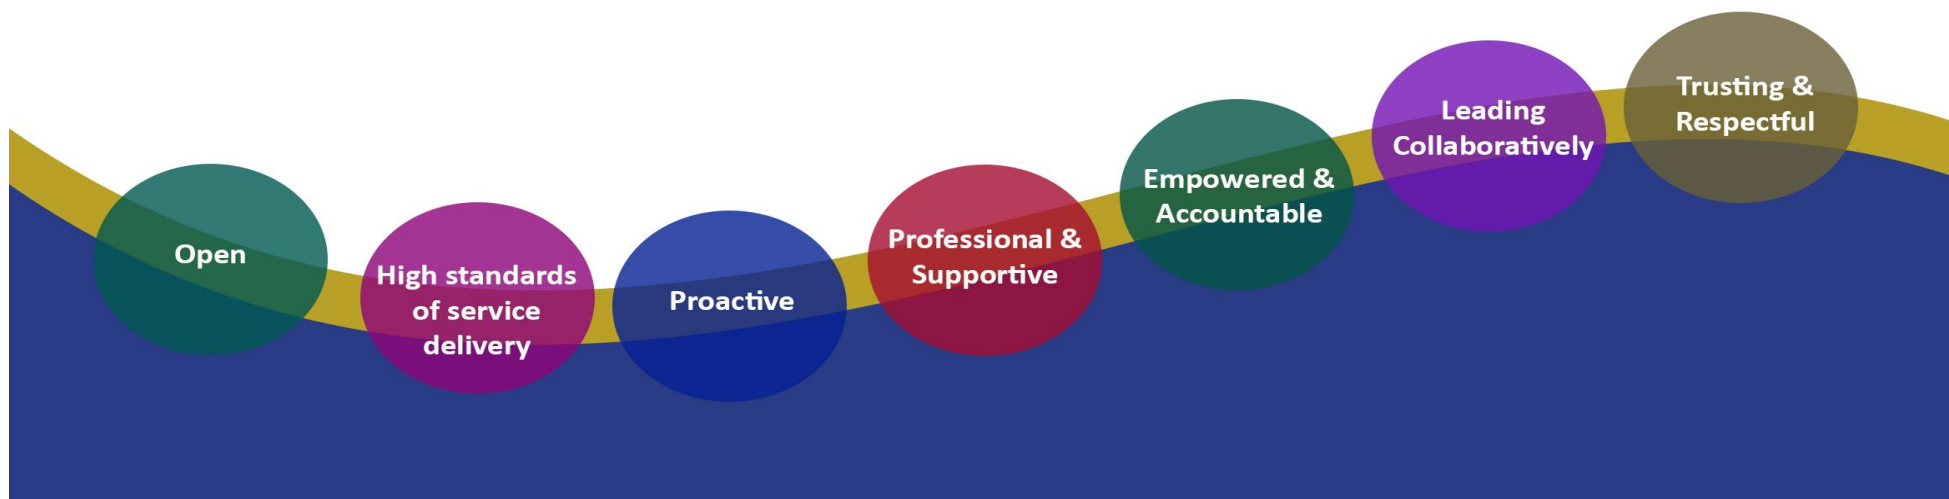 Open
High standards
of service
delivery
Proactive
Professional &
Supportive
Empowered &
Accountable
Leading
Collaboratively
Trusting &
Respectful